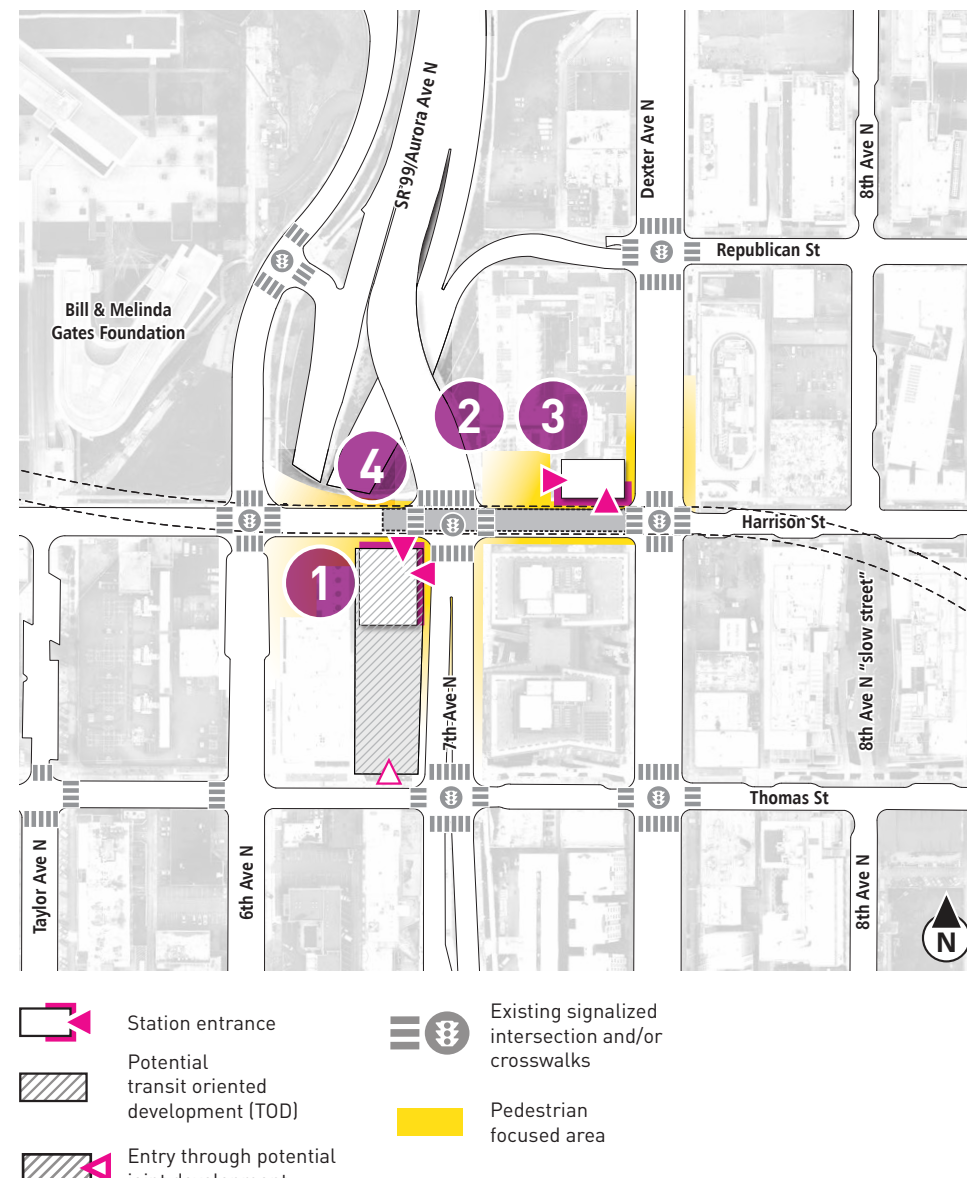 SR 99/Aurora Ave N
Dexter Ave N
8th Ave N
Republican St
Bill & Melinda
Gates Foundation
2
3
4
Harrison St
1
7th Ave N
8th Ave N "slow street"
Thomas St
Taylor Ave N
6th Ave N
8th Ave N
N
Station entrance
Potential
transit oriented
development (TOD)
Entry through potential
joint development
Existing signalized
intersection and/or
crosswalks
Pedestrian
focused area